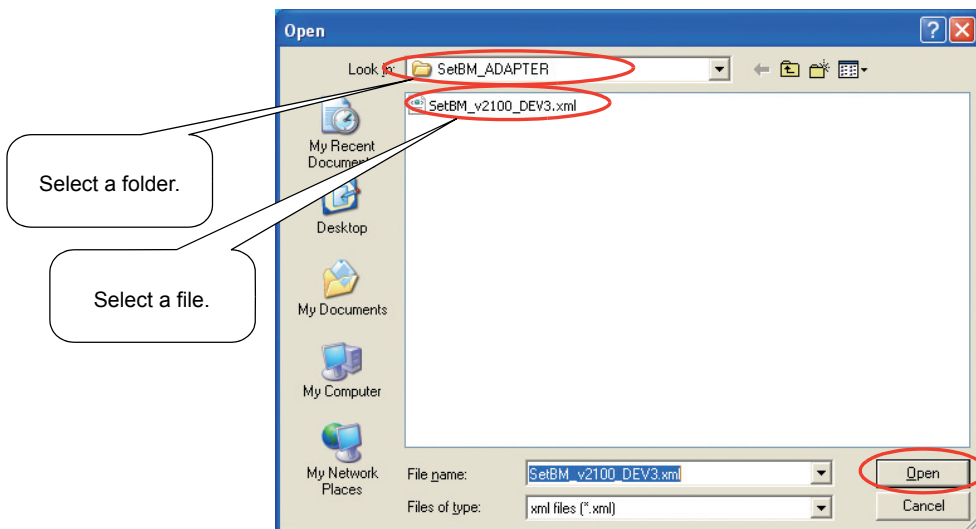 Open
Look in: SetBM_ADAPTER
SetBM_v2100_DEV3.xml
My Recent
Documents
Select a folder.
Desktop
Select a file.
My Documents
My Computer
My Network
Places
File name: SetBM_v2100_DEV3.xml Open
Files of type: xml files (*.xml) Cancel